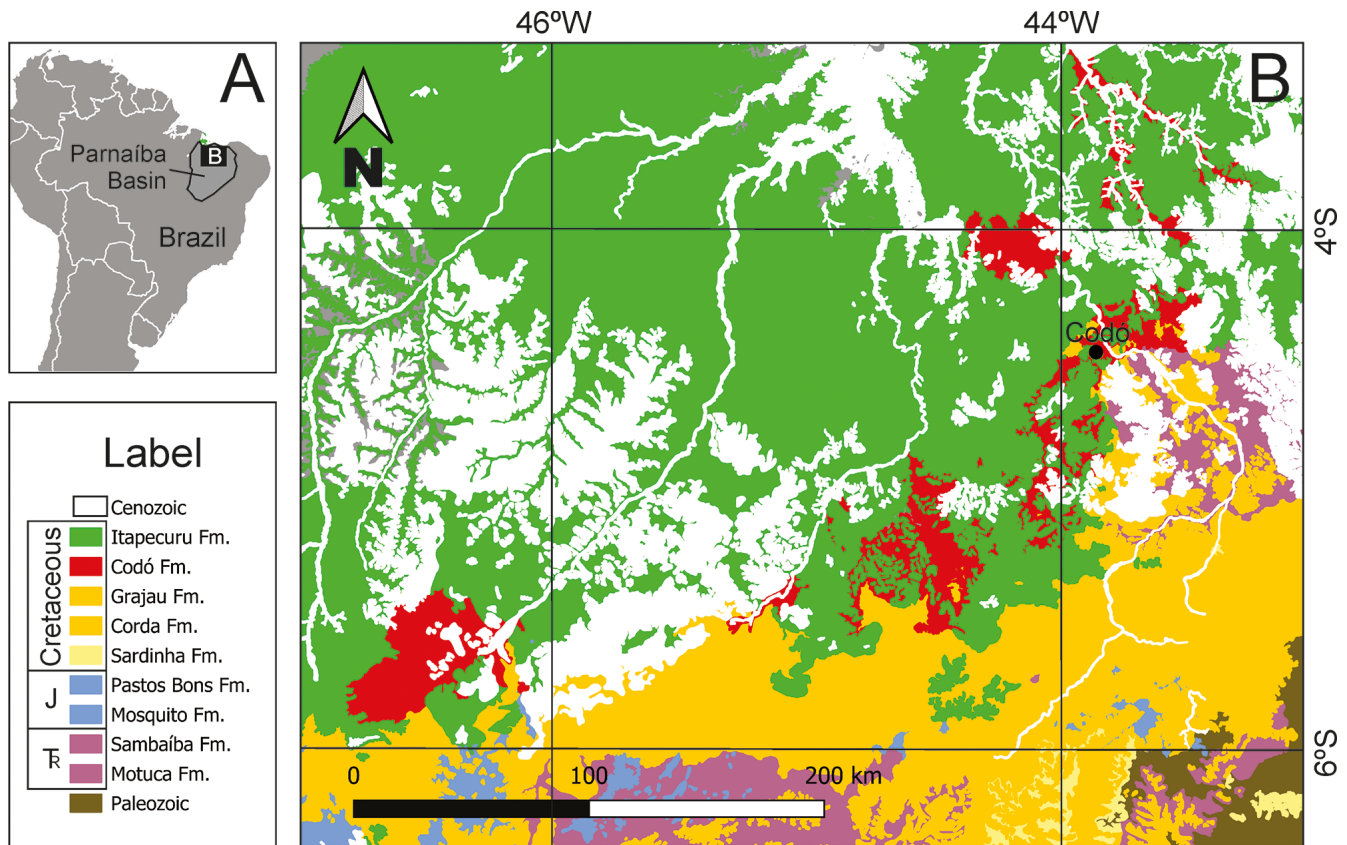 46ºW
44ºW
A
B
Parnaíba
Basin
B
Brazil
N
4ºS
Codó
Label
Cenozoic
Cretaceous
Itapecuru Fm.
Codó Fm.
Grajau Fm.
Corda Fm.
Sardinha Fm.
J
Pastos Bons Fm.
Mosquito Fm.
TR
Sambaíba Fm.
Motuca Fm.
Paleozoic
6ºS
0
100
200 km